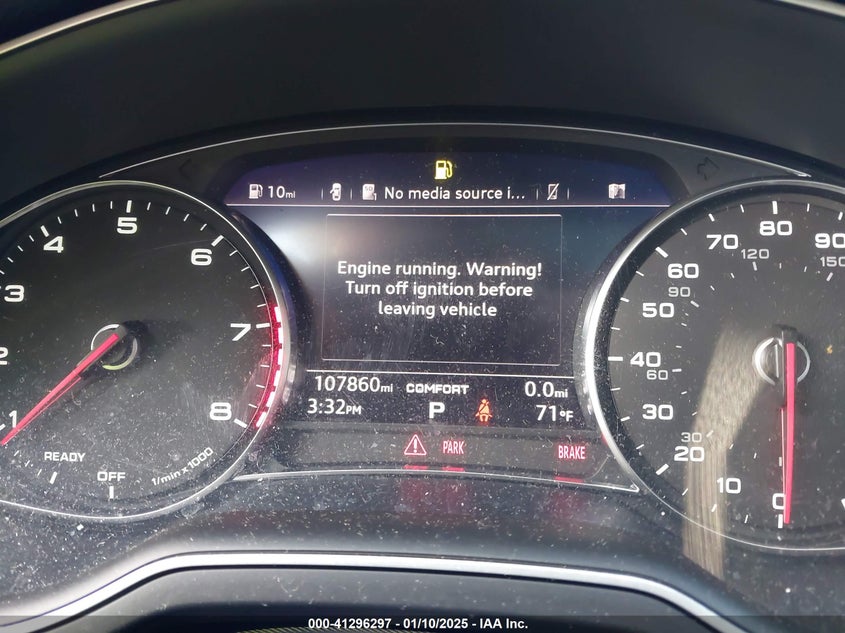 10mi No media source i...
Engine running. Warning!
Turn off ignition before
leaving vehicle
107860mi COMFORT 0.0mi
3:32PM P 71°F
PARK BRAKE
1 2 3 4 5 6 7 8
READY
OFF
1/min x 1000
0 10 20 30 40 50 60 70 80 90
30 60 90 120 150
000-41296297 - 01/10/2025 - IAA Inc.